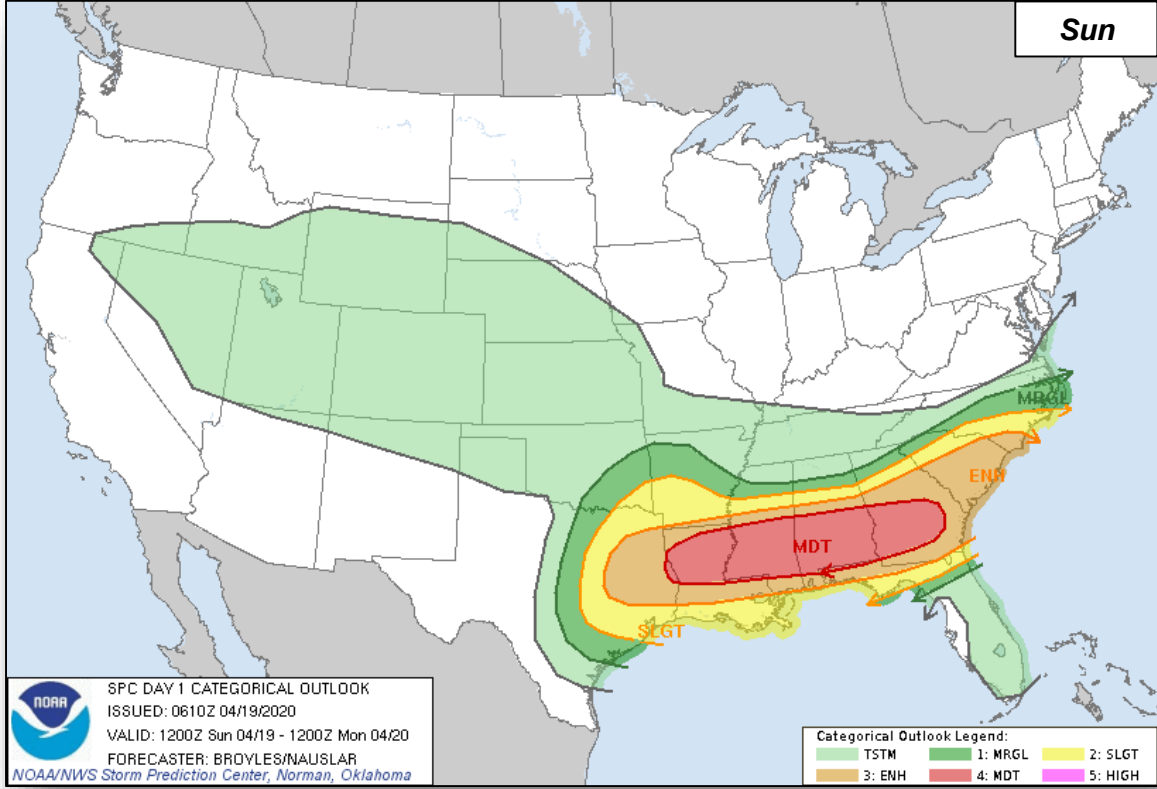 Sun
MRGL
ENH
MDT
SLGT
NOAA
SPC DAY 1 CATEGORICAL OUTLOOK
ISSUED: 0610Z 04/19/2020
VALID: 1200Z Sun 04/19 - 1200Z Mon 04/20
FORECASTER: BROYLES/NAUSLAR
NOAA/NWS Storm Prediction Center, Norman, Oklahoma
Categorical Outlook Legend:
TSTM 1: MRGL 2: SLGT
3: ENH 4: MDT 5: HIGH